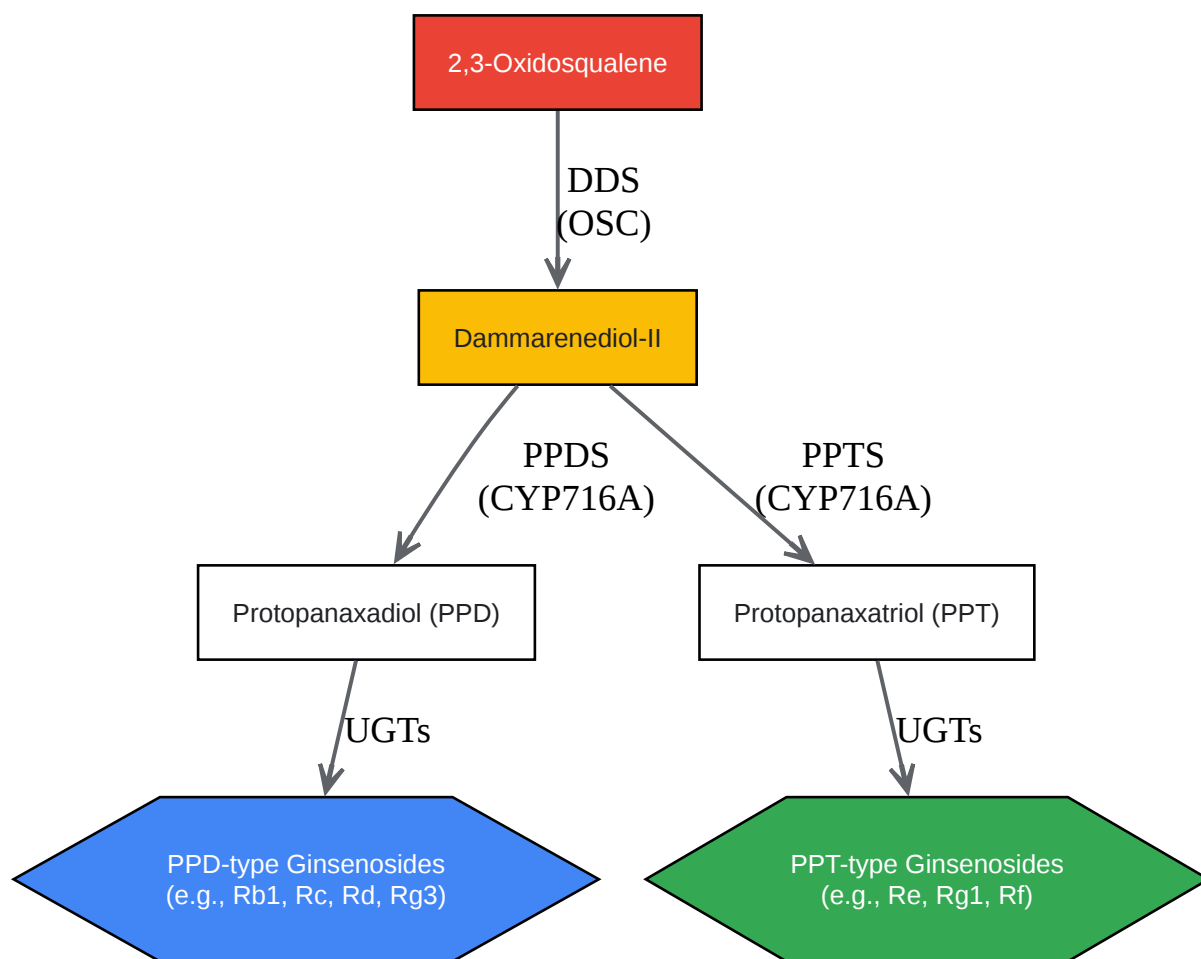 2,3-Oxidosqualene
DDS
(OSC)
Dammarenediol-II
PPDS
(CYP716A)
PPTS
(CYP716A)
Protopanaxadiol (PPD)
Protopanaxatriol (PPT)
UGTs
UGTs
PPD-type Ginsenosides
(e.g., Rb1, Rc, Rd, Rg3)
PPT-type Ginsenosides
(e.g., Re, Rg1, Rf)